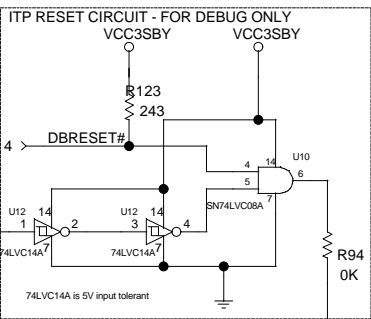 ITP RESET CIRCUIT - FOR DEBUG ONLY
VCC3SBY VCC3SBY
R123
243
4 DBRESET#
4 14 U10
6
5
SN74LVC08A
7
U12 14 U12 14
1 2 3 4
7 7
74LVC14A 74LVC14A
R94
0K
74LVC14A is 5V input tolerant